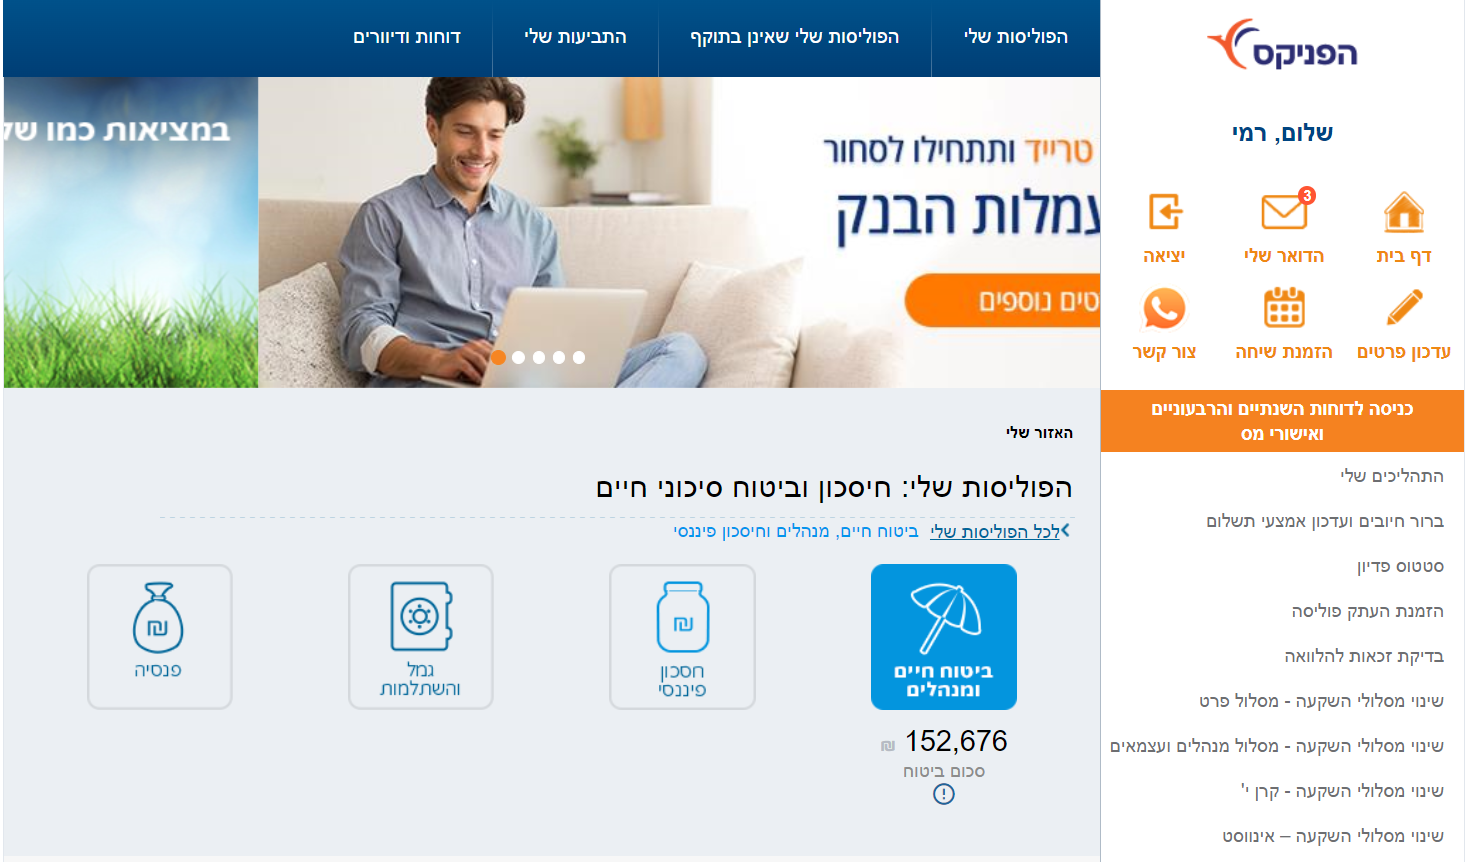 הפניקס
שלום, רמי
דף בית
3
הדואר שלי
יציאה
עדכון פרטים
הזמנת שיחה
צור קשר
כניסה לדוחות השנתיים והרבעוניים
ואישורי מס
התהליכים שלי
ברור חיובים ועדכון אמצעי תשלום
סטטוס פדיון
הזמנת העתק פוליסה
בדיקת זכאות להלוואה
שינוי מסלולי השקעה - מסלול פרט
שינוי מסלולי השקעה - מסלול מנהלים ועצמאים
שינוי מסלולי השקעה - קרן י'
שינוי מסלולי השקעה – אינווסט
הפוליסות שלי
הפוליסות שלי שאינן בתוקף
התביעות שלי
דוחות ודיוורים
טרייד ותתחילו לסחור
עמלות הבנק
טים נוספים
במציאות כמו של
האזור שלי
הפוליסות שלי: חיסכון וביטוח סיכוני חיים
לכל הפוליסות שלי
ביטוח חיים, מנהלים וחיסכון פיננסי
ביטוח חיים
ומנהלים
חסכון
פיננסי
גמל
והשתלמות
פנסיה
152,676 ₪
סכום ביטוח